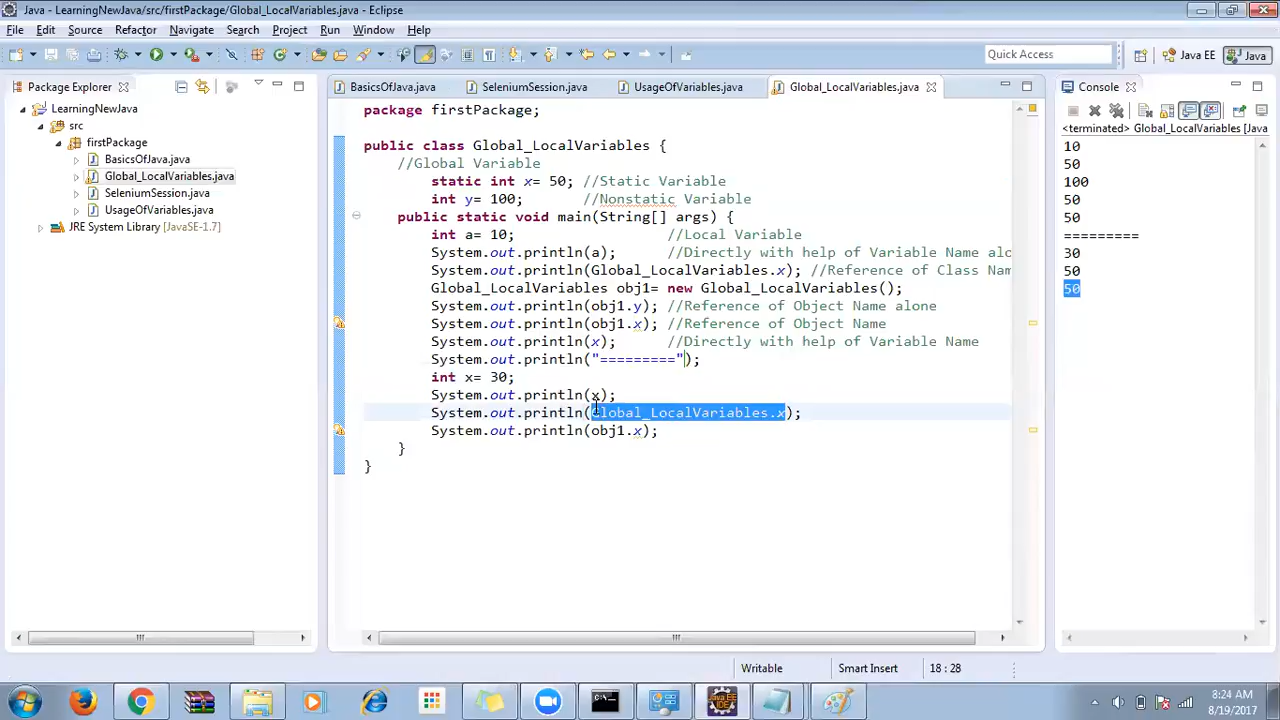 Java - LearningNewJava/src/firstPackage/Global_LocalVariables.java - Eclipse
File Edit Source Refactor Navigate Search Project Run Window Help
Quick Access
Java EE
Java
Package Explorer
LearningNewJava
src
firstPackage
BasicsOfJava.java
Global_LocalVariables.java
SeleniumSession.java
UsageOfVariables.java
JRE System Library [JavaSE-1.7]
BasicsOfJava.java SeleniumSession.java UsageOfVariables.java Global_LocalVariables.java
package firstPackage;
public class Global_LocalVariables {
//Global Variable
static int x= 50; //Static Variable
int y= 100; //Nonstatic Variable
public static void main(String[] args) {
int a= 10; //Local Variable
System.out.println(a); //Directly with help of Variable Name alo
System.out.println(Global_LocalVariables.x); //Reference of Class Nam
Global_LocalVariables obj1= new Global_LocalVariables();
System.out.println(obj1.y); //Reference of Object Name alone
System.out.println(obj1.x); //Reference of Object Name
System.out.println(x); //Directly with help of Variable Name
System.out.println("=========");
int x= 30;
System.out.println(x);
System.out.println(Global_LocalVariables.x);
System.out.println(obj1.x);
}
}
Console
<terminated> Global_LocalVariables [Java
10
50
100
50
50
=========
30
50
50
Writable
Smart Insert
18 : 28
8:24 AM
8/19/2017